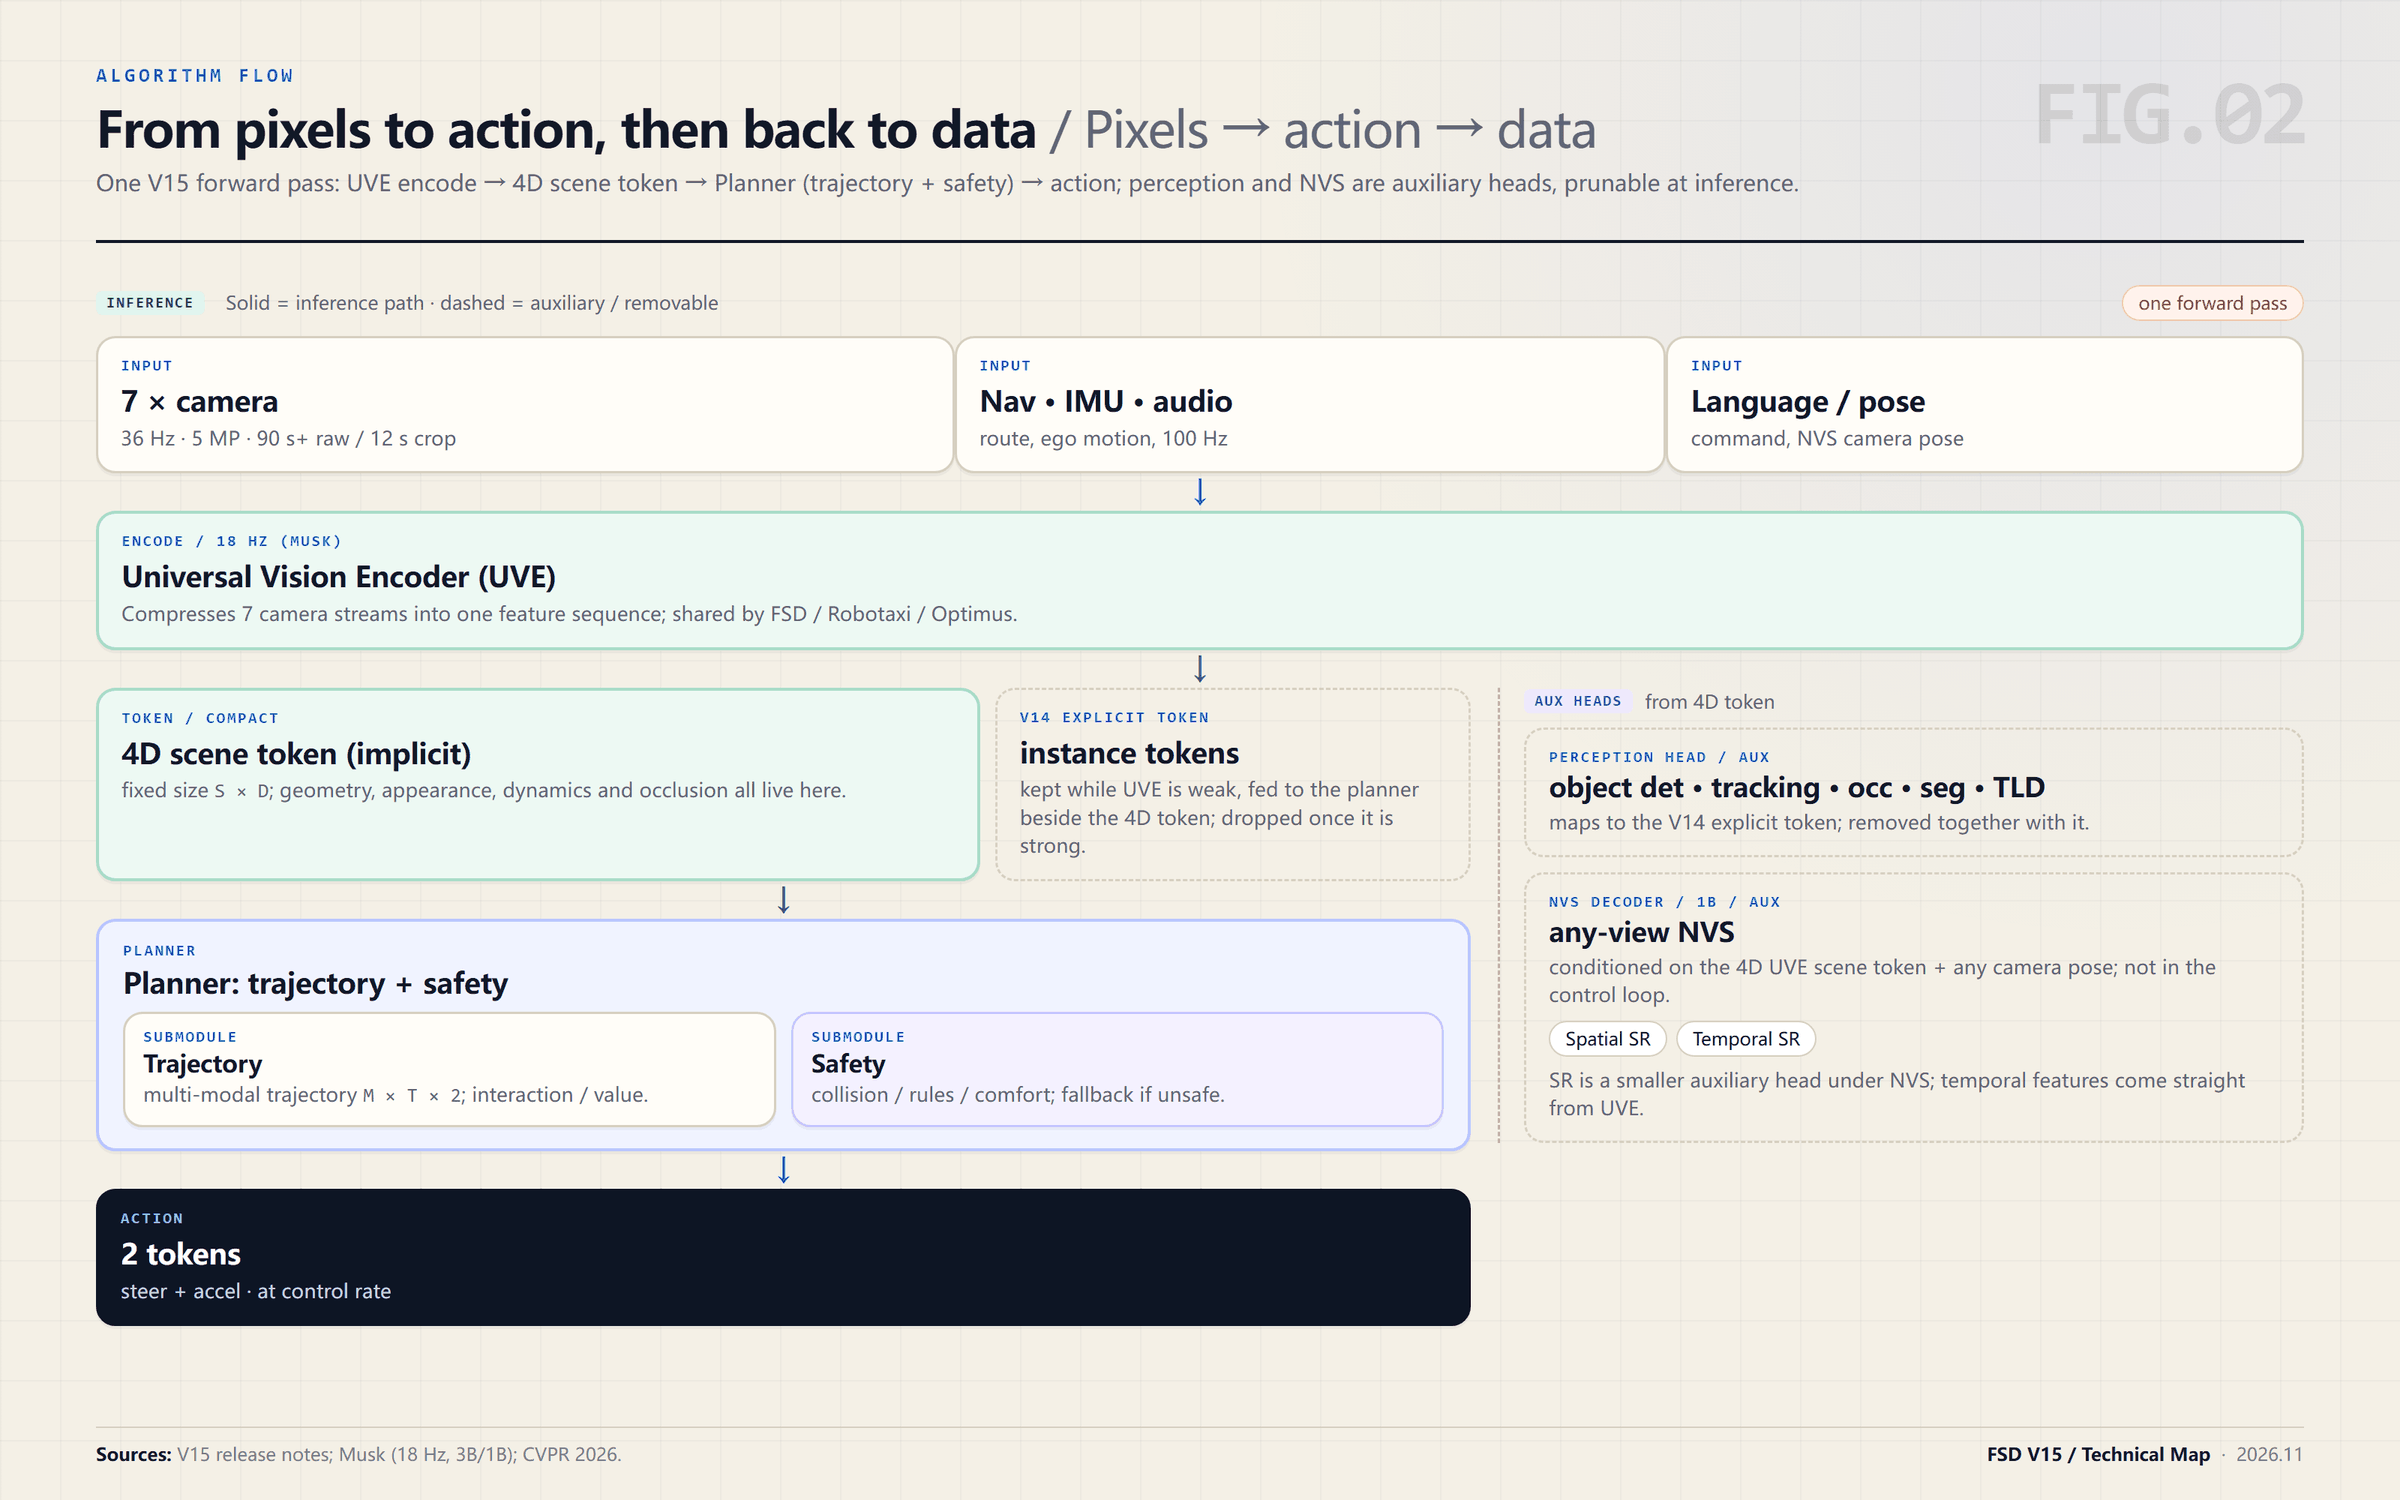 ALGORITHM FLOW
FIG.02
From pixels to action, then back to data / Pixels → action → data
One V15 forward pass: UVE encode → 4D scene token → Planner (trajectory + safety) → action; perception and NVS are auxiliary heads, prunable at inference.
INFERENCE Solid = inference path · dashed = auxiliary / removable
one forward pass
INPUT
7 × camera
36 Hz · 5 MP · 90 s+ raw / 12 s crop
INPUT
Nav • IMU • audio
route, ego motion, 100 Hz
INPUT
Language / pose
command, NVS camera pose
↓
ENCODE / 18 HZ (MUSK)
Universal Vision Encoder (UVE)
Compresses 7 camera streams into one feature sequence; shared by FSD / Robotaxi / Optimus.
↓
TOKEN / COMPACT
4D scene token (implicit)
fixed size S × D; geometry, appearance, dynamics and occlusion all live here.
V14 EXPLICIT TOKEN
instance tokens
kept while UVE is weak, fed to the planner
beside the 4D token; dropped once it is
strong.
↓
PLANNER
Planner: trajectory + safety
SUBMODULE
Trajectory
multi-modal trajectory M × T × 2; interaction / value.
SUBMODULE
Safety
collision / rules / comfort; fallback if unsafe.
↓
ACTION
2 tokens
steer + accel · at control rate
AUX HEADS from 4D token
PERCEPTION HEAD / AUX
object det • tracking • occ • seg • TLD
maps to the V14 explicit token; removed together with it.
NVS DECODER / 1B / AUX
any-view NVS
conditioned on the 4D UVE scene token + any camera pose; not in the
control loop.
Spatial SR
Temporal SR
SR is a smaller auxiliary head under NVS; temporal features come straight
from UVE.
Sources: V15 release notes; Musk (18 Hz, 3B/1B); CVPR 2026.
FSD V15 / Technical Map · 2026.11